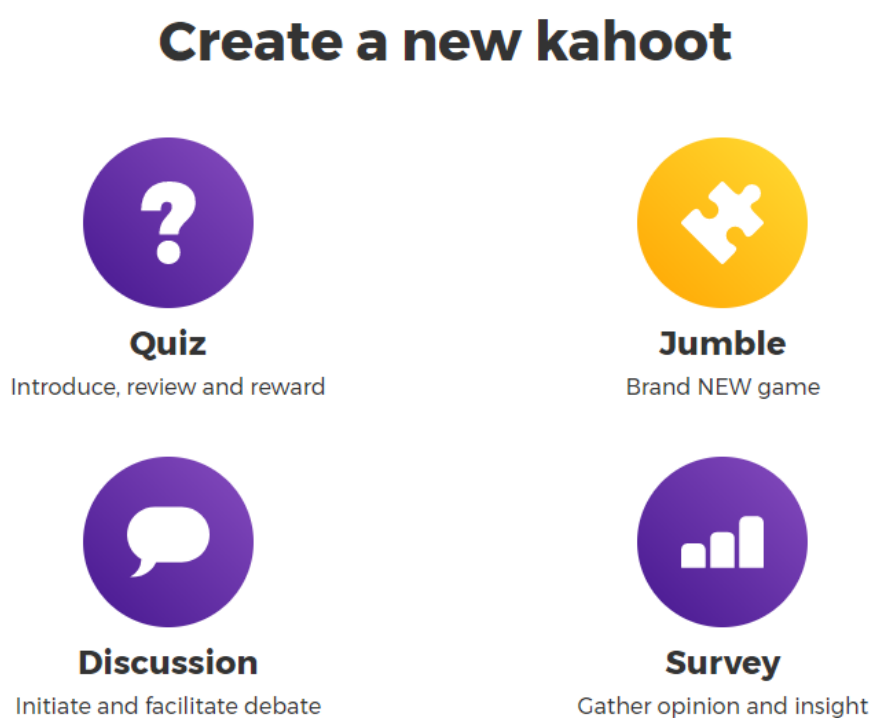 Create a new kahoot
Quiz
Introduce, review and reward
Jumble
Brand NEW game
Discussion
Initiate and facilitate debate
Survey
Gather opinion and insight